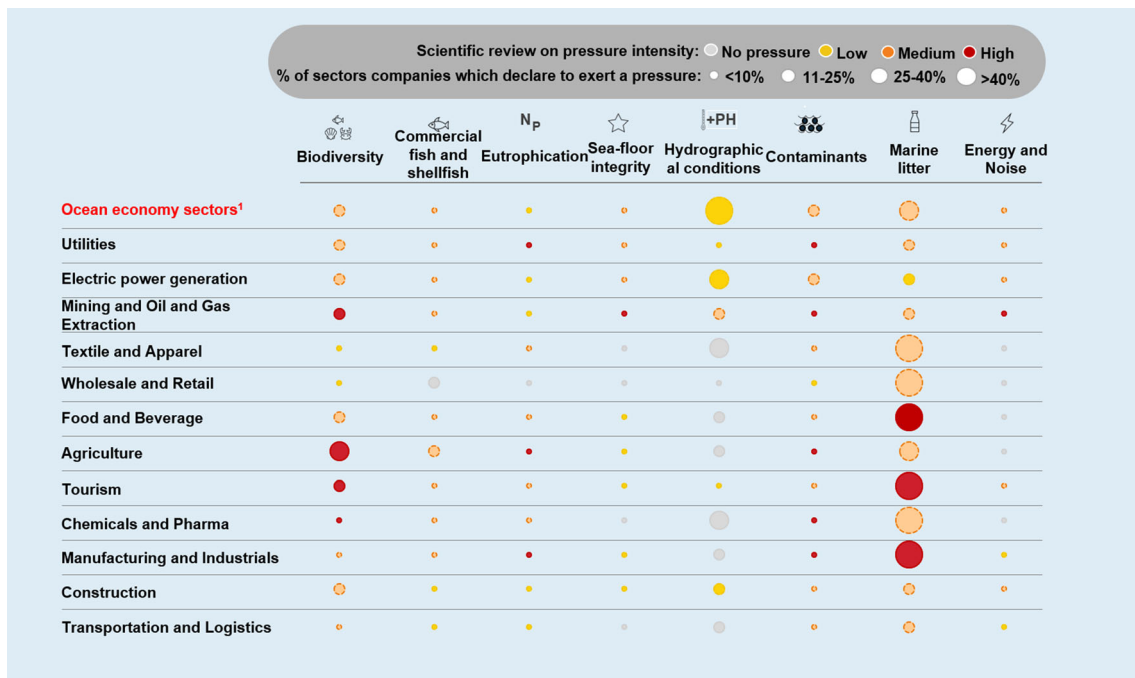 Scientific review on pressure intensity: No pressure Low Medium High
% of sectors companies which declare to exert a pressure: <10% 11-25% 25-40% >40%
N P +PH
Biodiversity
Commercial
fish and
shellfish
Eutrophication
Sea-floor
integrity
Hydrographic
al conditions
Contaminants
Marine
litter
Energy and
Noise
Ocean economy sectors¹
Utilities
Electric power generation
Mining and Oil and Gas
Extraction
Textile and Apparel
Wholesale and Retail
Food and Beverage
Agriculture
Tourism
Chemicals and Pharma
Manufacturing and Industrials
Construction
Transportation and Logistics